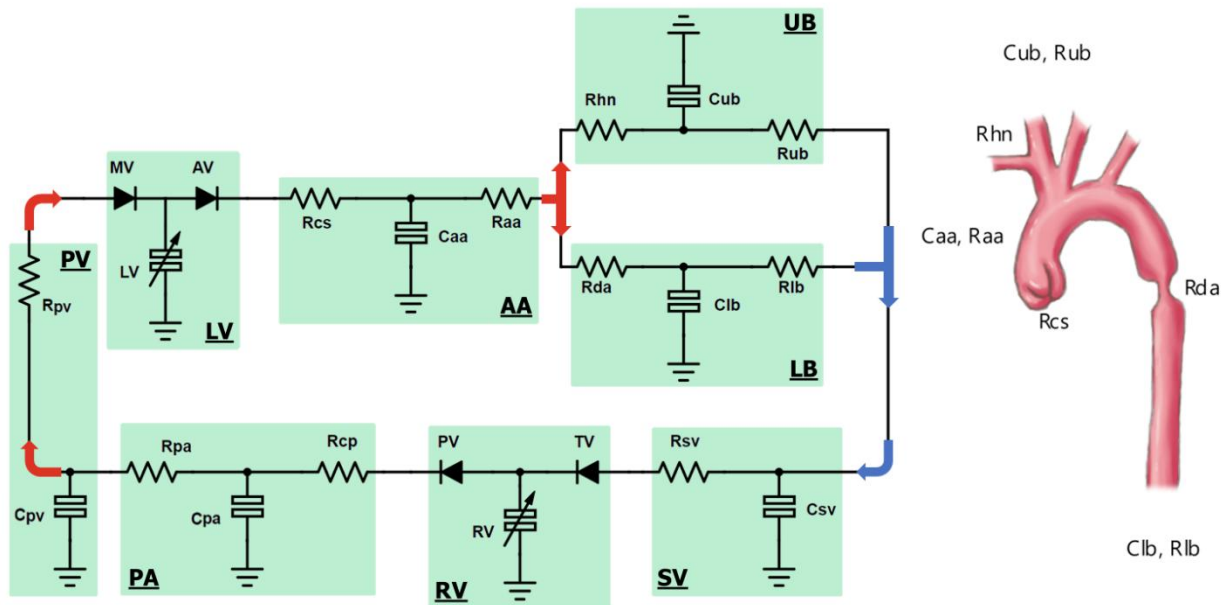 UB
Cub, Rub
Rhn
Cub
Rub
Rhn
MV
AV
Rcs
Caa
Raa
Caa, Raa
PV
LV
Rpv
LV
AA
Rda
Clb
Rlb
LB
Rda
Rcs
Rpa
Rcp
PV
TV
Rsv
Cpv
Cpa
RV
Csv
PA
RV
SV
Clb, Rlb